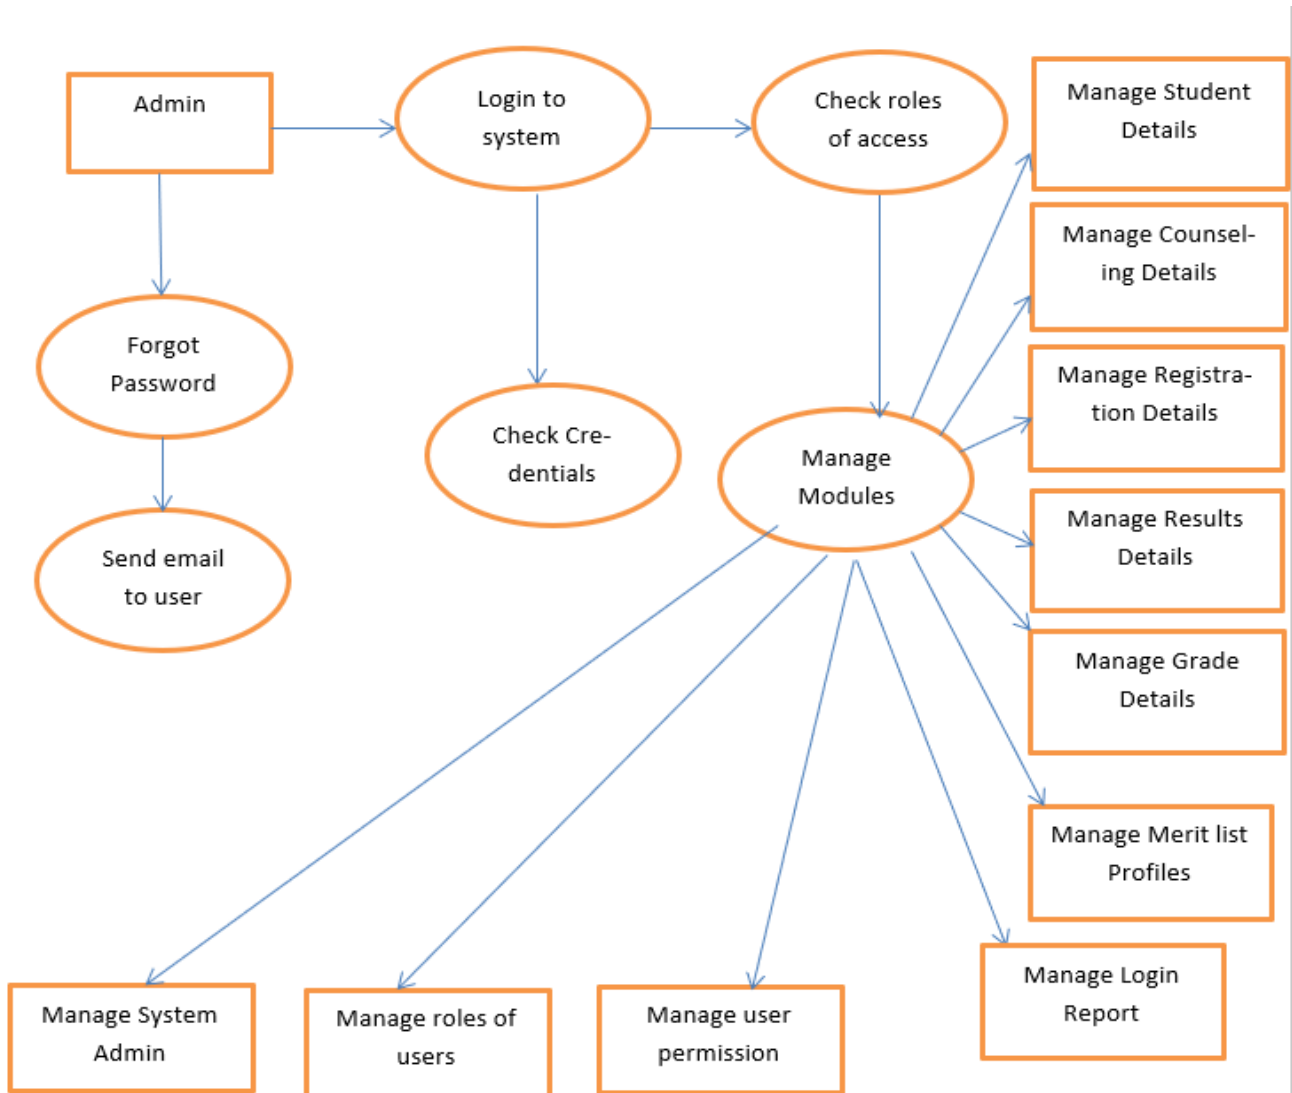 Admin
Login to
system
Check roles
of access
Manage Student
Details
Manage Counsel-
ing Details
Forgot
Password
Manage Registra-
tion Details
Check Cre-
dentials
Manage
Modules
Manage Results
Details
Send email
to user
Manage Grade
Details
Manage Merit list
Profiles
Manage Login
Report
Manage System
Admin
Manage roles of
users
Manage user
permission